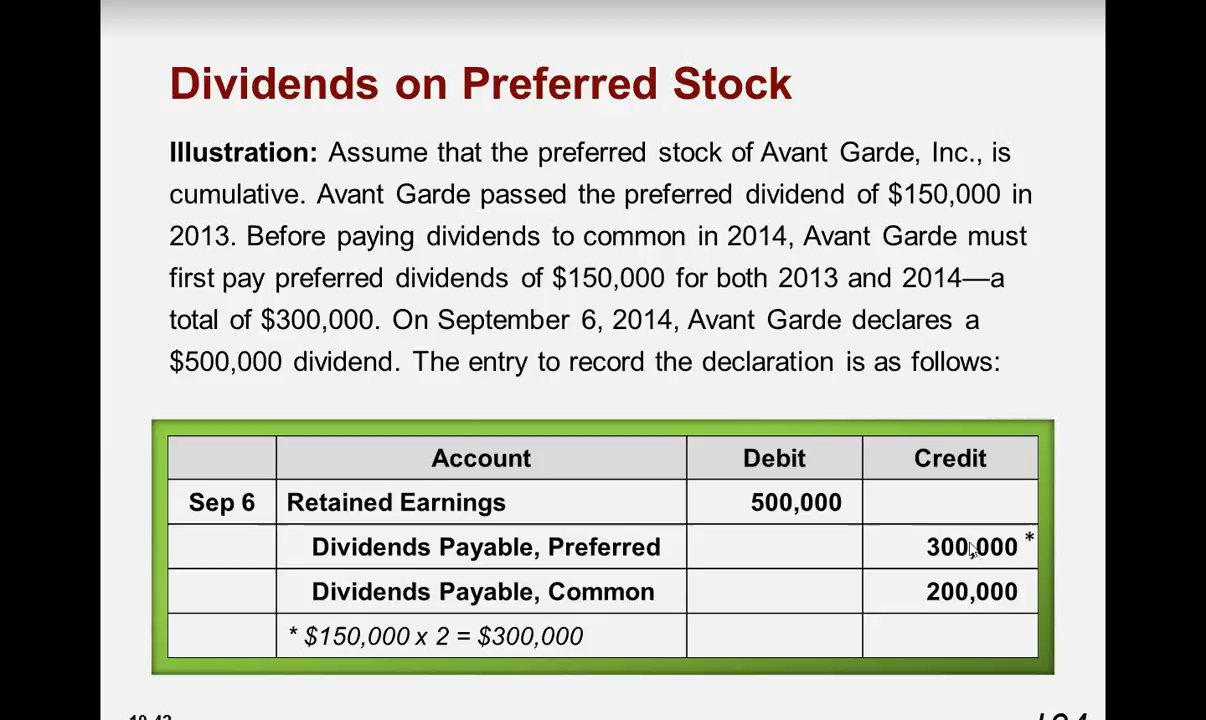 Dividends on Preferred Stock
Illustration: Assume that the preferred stock of Avant Garde, Inc., is
cumulative. Avant Garde passed the preferred dividend of $150,000 in
2013. Before paying dividends to common in 2014, Avant Garde must
first pay preferred dividends of $150,000 for both 2013 and 2014—a
total of $300,000. On September 6, 2014, Avant Garde declares a
$500,000 dividend. The entry to record the declaration is as follows:
Account Debit Credit
Sep 6 Retained Earnings 500,000
Dividends Payable, Preferred 300,000 *
Dividends Payable, Common 200,000
* $150,000 x 2 = $300,000